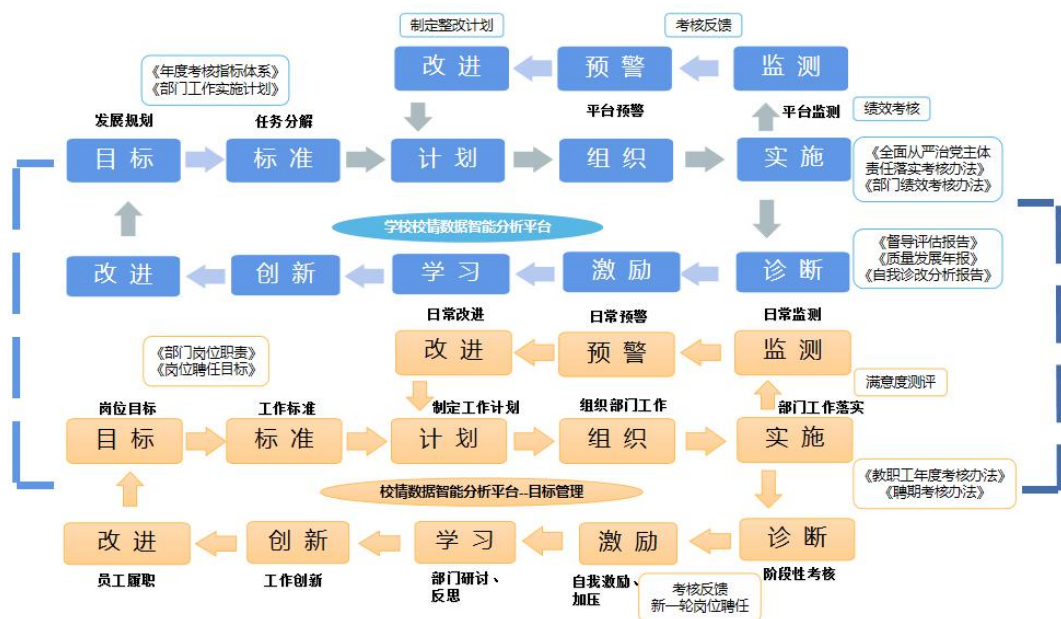 制定整改计划
考核反馈
改进
预警
监测
《年度考核指标体系》
《部门工作实施计划》
平台预警
平台监测
绩效考核
发展规划
任务分解
目标
标准
计划
组织
实施
《全面从严治党主体
责任落实考核办法》
《部门绩效考核办法》
学校校情数据智能分析平台
改进
创新
学习
激励
诊断
《督导评估报告》
《质量发展年报》
《自我诊改分析报告》
日常改进
日常预警
日常监测
改进
预警
监测
《部门岗位职责》
《岗位聘任目标》
满意度测评
岗位目标
工作标准
制定工作计划
组织部门工作
部门工作落实
目标
标准
计划
组织
实施
《教职工年度考核办法》
《聘期考核办法》
校情数据智能分析平台--目标管理
改进
创新
学习
激励
诊断
员工履职
工作创新
部门研讨、
反思
自我激励、
加压
考核反馈
新一轮岗位聘任
阶段性考核